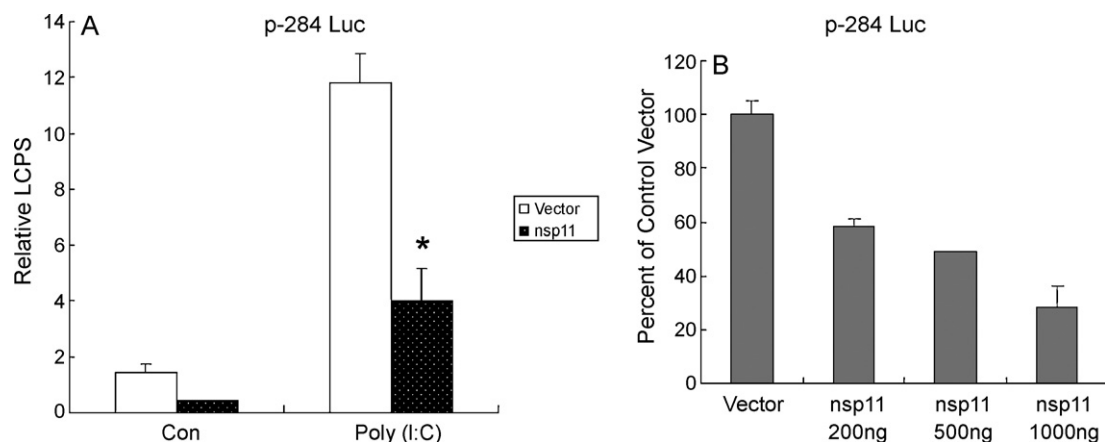 A
p-284 Luc
14
12
10
8
6
4
2
0
Relative LCPS
Con
Poly (I:C)
*
Vector
nsp11
p-284 Luc
B
120
100
80
60
40
20
0
Percent of Control Vector
Vector
nsp11
200ng
nsp11
500ng
nsp11
1000ng